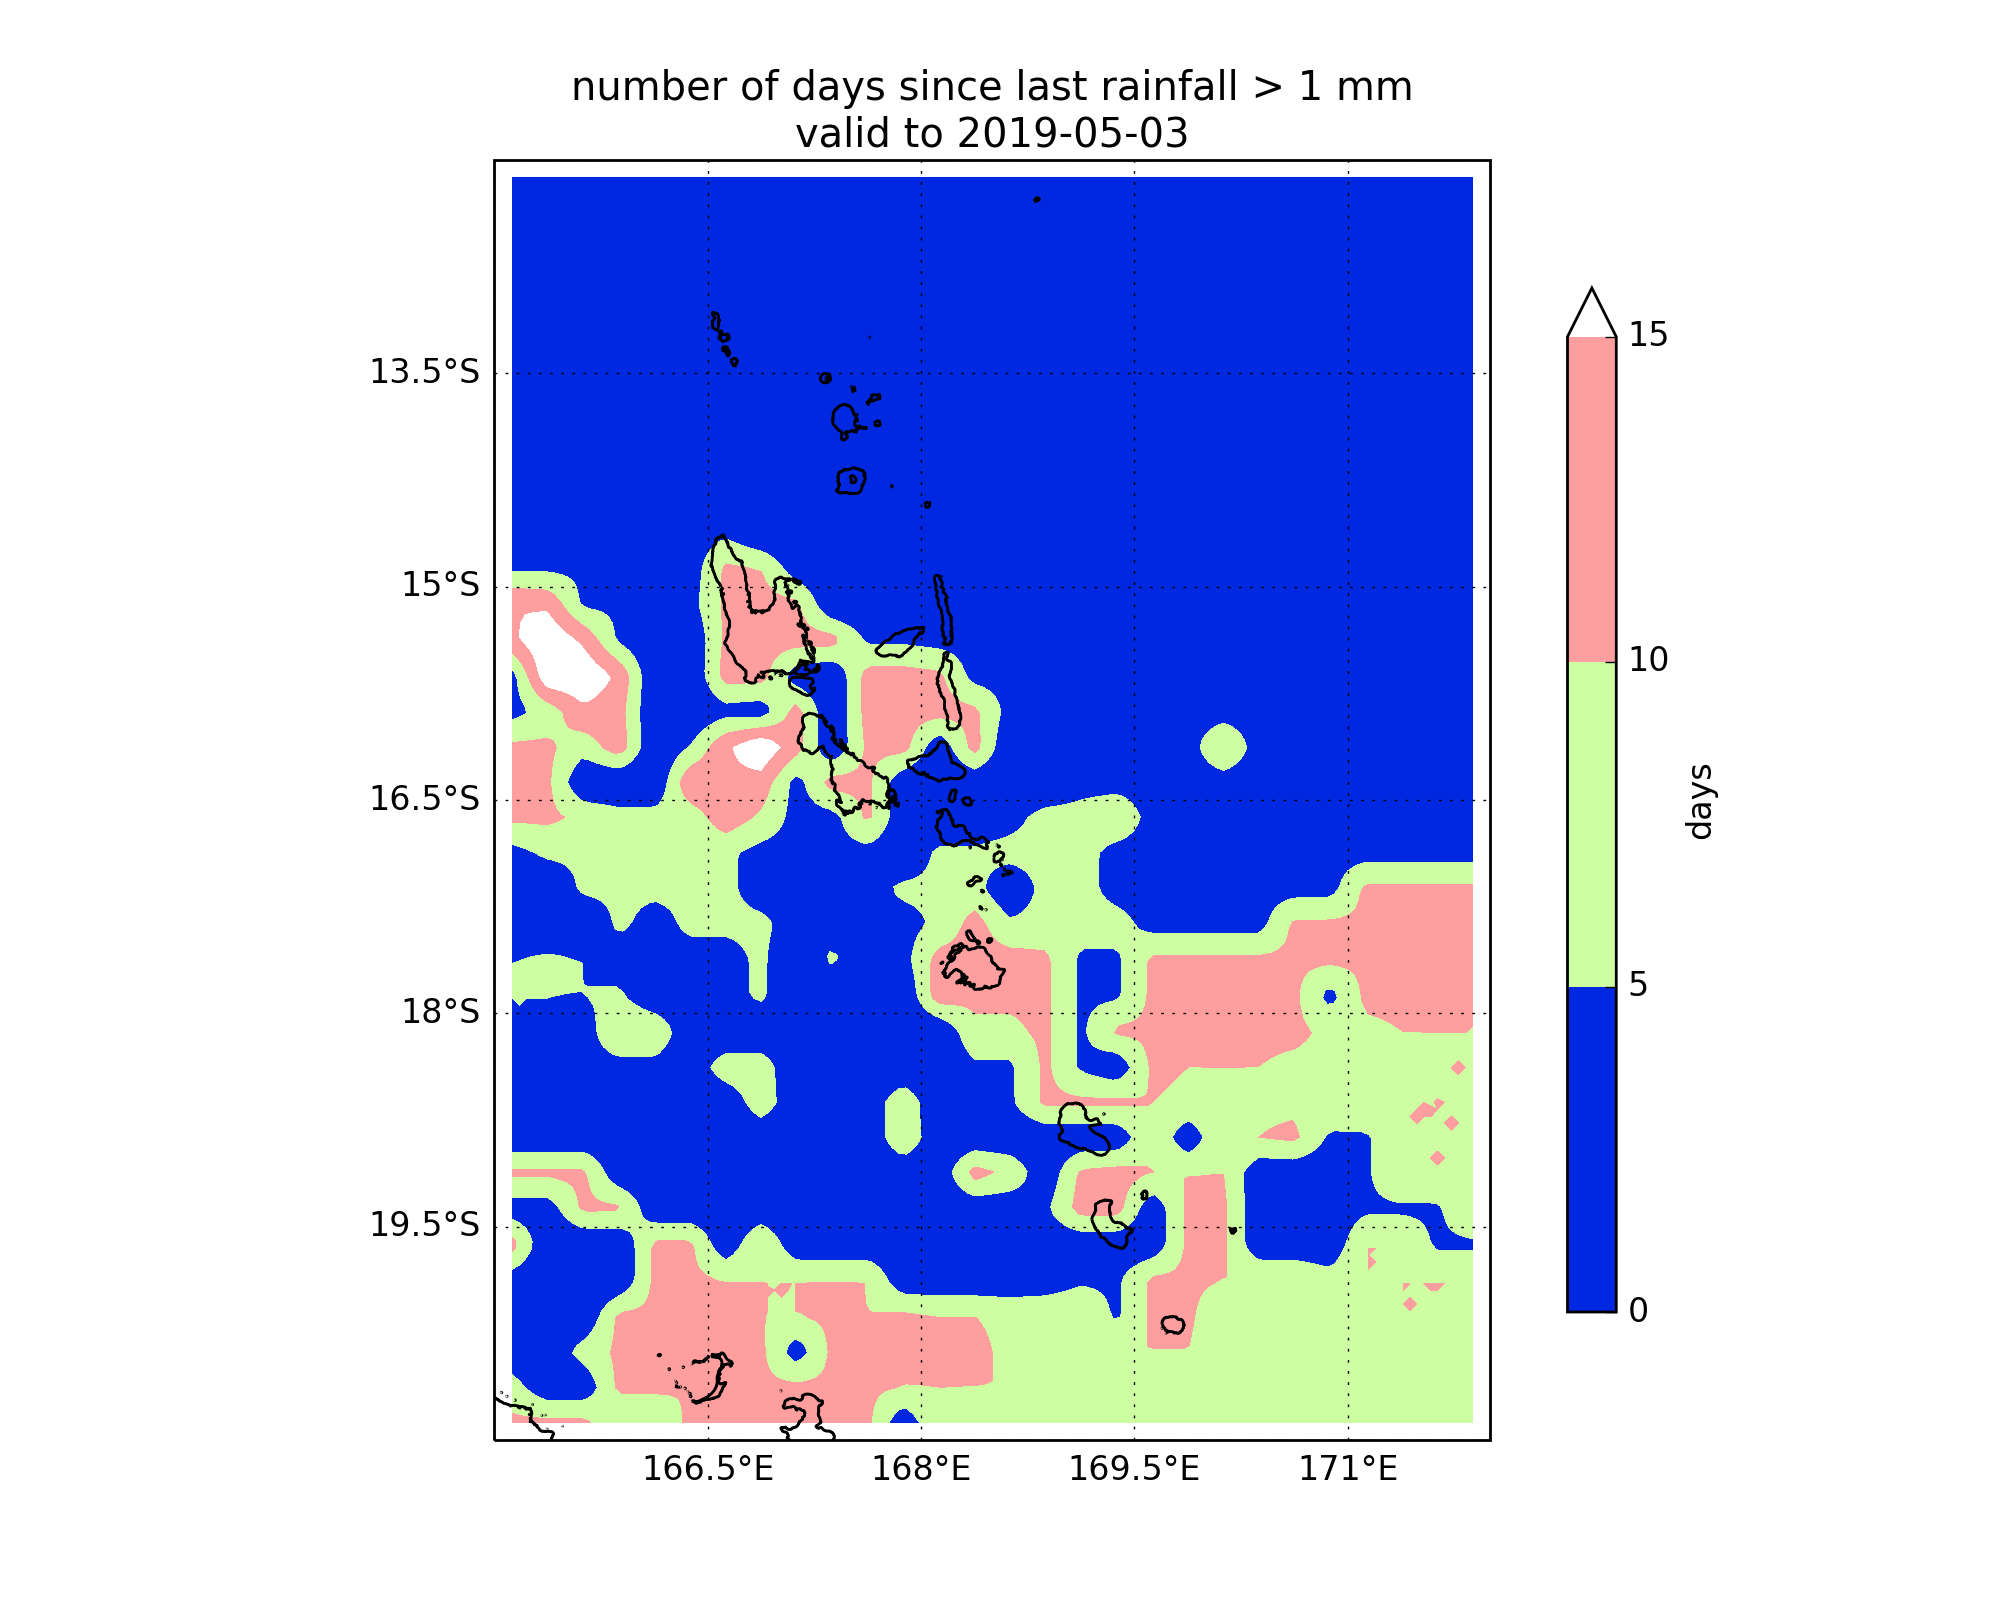 number of days since last rainfall > 1 mm
valid to 2019-05-03
13.5°S
15°S
16.5°S
18°S
19.5°S
166.5°E
168°E
169.5°E
171°E
15
10
5
0
days